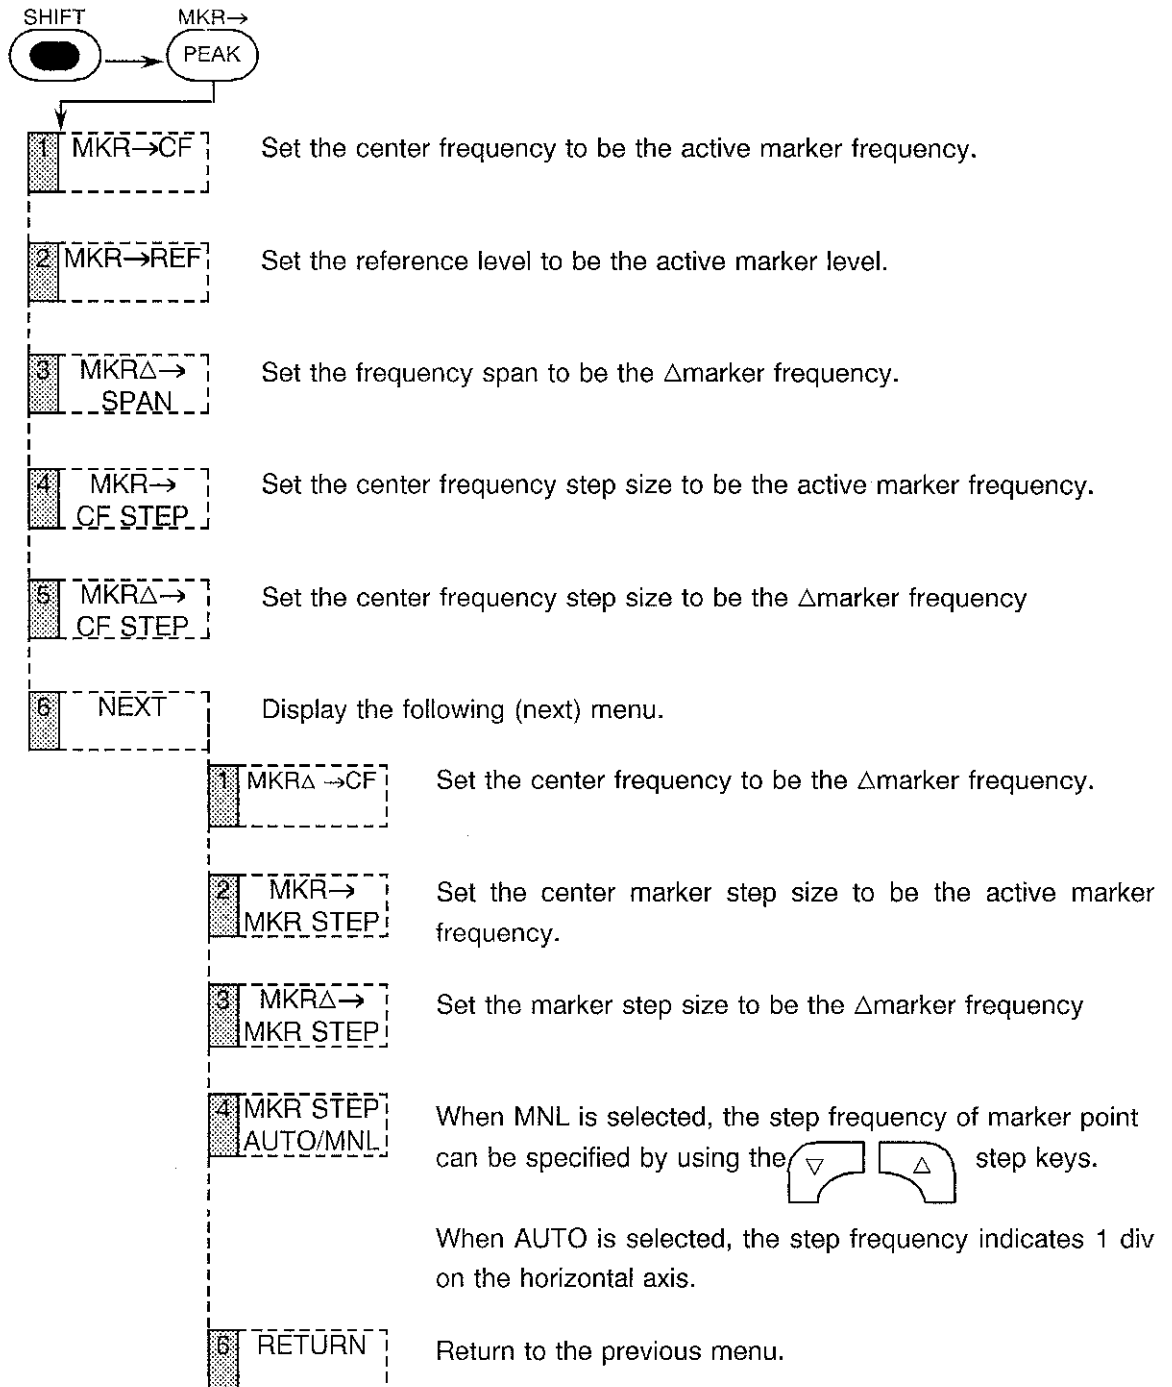 SHIFT MKR→
PEAK
1 MKR→CF Set the center frequency to be the active marker frequency.
2 MKR→REF Set the reference level to be the active marker level.
3 MKR△→
SPAN
Set the frequency span to be the △marker frequency.
4 MKR→
CF STEP
Set the center frequency step size to be the active marker frequency.
5 MKR△→
CF STEP
Set the center frequency step size to be the △marker frequency
6 NEXT Display the following (next) menu.
1 MKR△→CF Set the center frequency to be the △marker frequency.
2 MKR→
MKR STEP
Set the center marker step size to be the active marker
frequency.
3 MKR△→
MKR STEP
Set the marker step size to be the △marker frequency
4 MKR STEP
AUTO/MNL
When MNL is selected, the step frequency of marker point
can be specified by using the ▽ △ step keys.
When AUTO is selected, the step frequency indicates 1 div
on the horizontal axis.
6 RETURN Return to the previous menu.